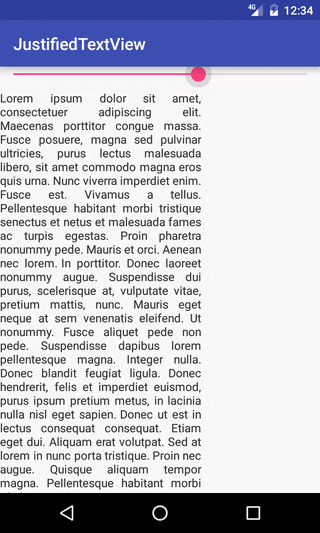 4G 12:34
JustifiedTextView
Lorem ipsum dolor sit amet,
consectetuer adipiscing elit.
Maecenas porttitor congue massa.
Fusce posuere, magna sed pulvinar
ultricies, purus lectus malesuada
libero, sit amet commodo magna eros
quis urna. Nunc viverra imperdiet enim.
Fusce est. Vivamus a tellus.
Pellentesque habitant morbi tristique
senectus et netus et malesuada fames
ac turpis egestas. Proin pharetra
nonummy pede. Mauris et orci. Aenean
nec lorem. In porttitor. Donec laoreet
nonummy augue. Suspendisse dui
purus, scelerisque at, vulputate vitae,
pretium mattis, nunc. Mauris eget
neque at sem venenatis eleifend. Ut
nonummy. Fusce aliquet pede non
pede. Suspendisse dapibus lorem
pellentesque magna. Integer nulla.
Donec blandit feugiat ligula. Donec
hendrerit, felis et imperdiet euismod,
purus ipsum pretium metus, in lacinia
nulla nisl eget sapien. Donec ut est in
lectus consequat consequat. Etiam
eget dui. Aliquam erat volutpat. Sed at
lorem in nunc porta tristique. Proin nec
augue. Quisque aliquam tempor
magna. Pellentesque habitant morbi